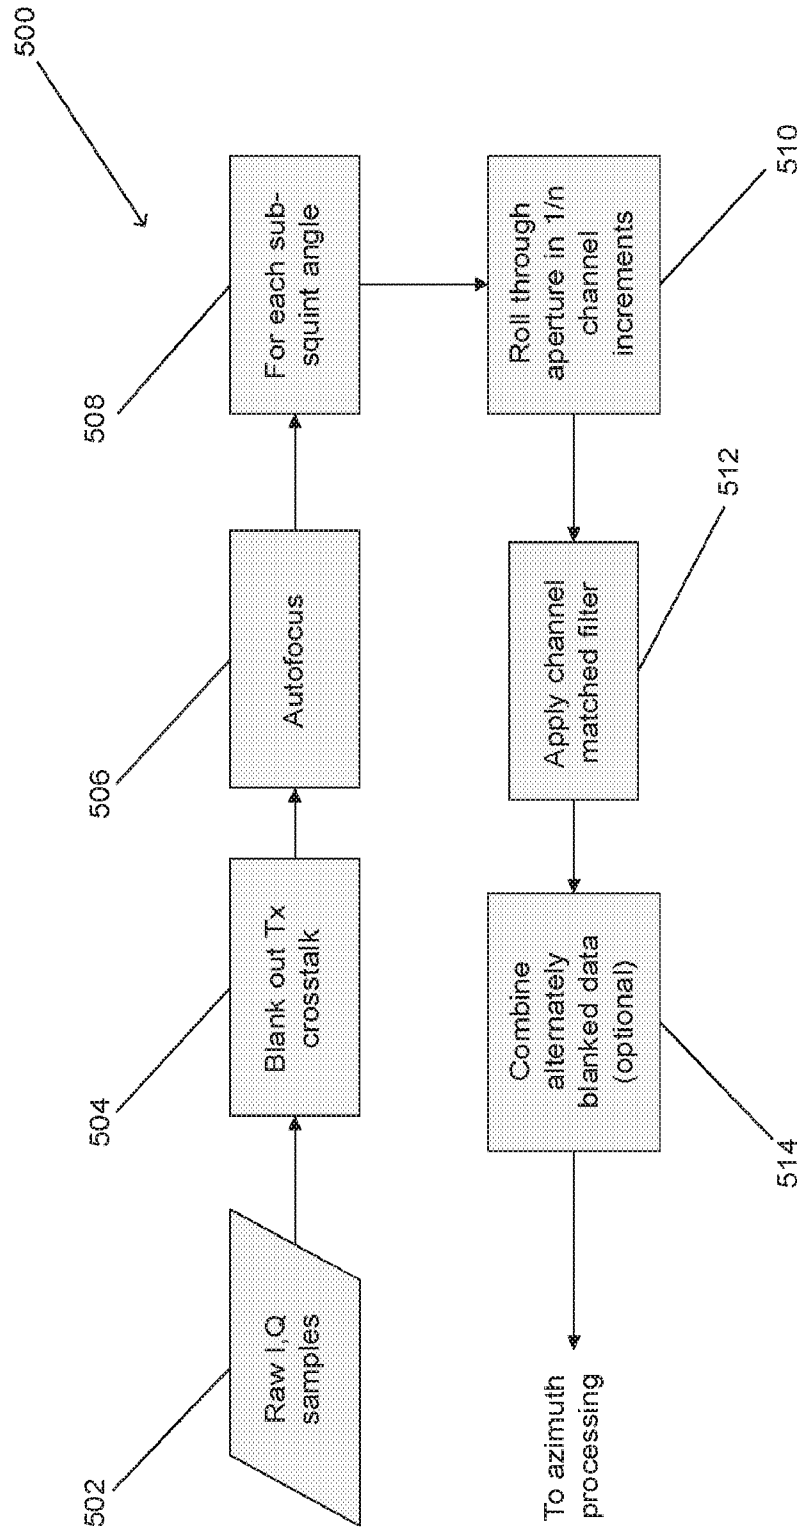 500
502
Raw I,Q
samples
504
Blank out Tx
crosstalk
506
Autofocus
508
For each sub-
squint angle
510
Roll through
aperture in 1/n
channel
increments
512
Apply channel
matched filter
514
Combine
alternately
blanked data
(optional)
To azimuth
processing